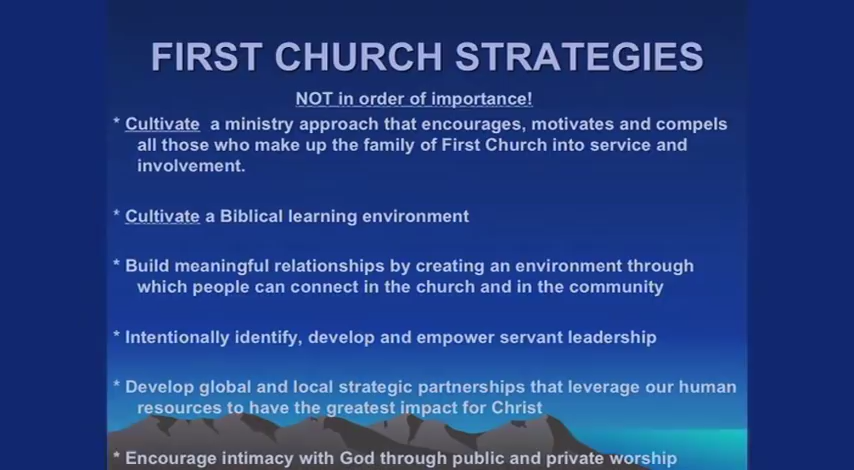 FIRST CHURCH STRATEGIES
NOT in order of importance!
* Cultivate a ministry approach that encourages, motivates and compels
all those who make up the family of First Church into service and
involvement.
* Cultivate a Biblical learning environment
* Build meaningful relationships by creating an environment through
which people can connect in the church and in the community
* Intentionally identify, develop and empower servant leadership
* Develop global and local strategic partnerships that leverage our human
resources to have the greatest impact for Christ
* Encourage intimacy with God through public and private worship